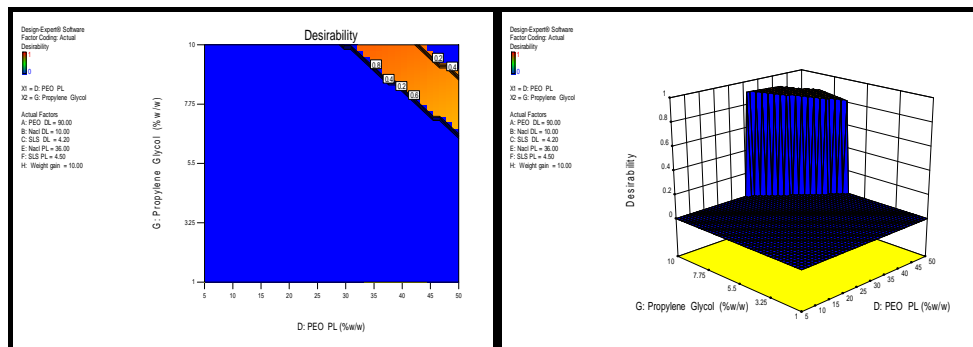 Design-Expert® Software
Factor Coding: Actual
Desirability
1
0
X1 = D: PEO PL
X2 = G: Propylene Glycol
Actual Factors
A: PEO DL = 90.00
B: Nacl DL = 10.00
C: SLS DL = 4.20
E: Nacl PL = 36.00
F: SLS PL = 4.50
H: Weight gain = 10.00
Desirability
G: Propylene Glycol (%w/w)
10
7.75
5.5
3.25
1
5 10 15 20 25 30 35 40 45 50
D: PEO PL (%w/w)
0.8
0.4
0.2
0.6
0.2
0.4
Design-Expert® Software
Factor Coding: Actual
Desirability
1
0
X1 = D: PEO PL
X2 = G: Propylene Glycol
Actual Factors
A: PEO DL = 90.00
B: Nacl DL = 10.00
C: SLS DL = 4.20
E: Nacl PL = 36.00
F: SLS PL = 4.50
H: Weight gain = 10.00
Desirability
1
0.8
0.6
0.4
0.2
0
10
7.75
5.5
3.25
1
5
10
15
20
25
30
35
40
45
50
G: Propylene Glycol (%w/w)
D: PEO PL (%w/w)